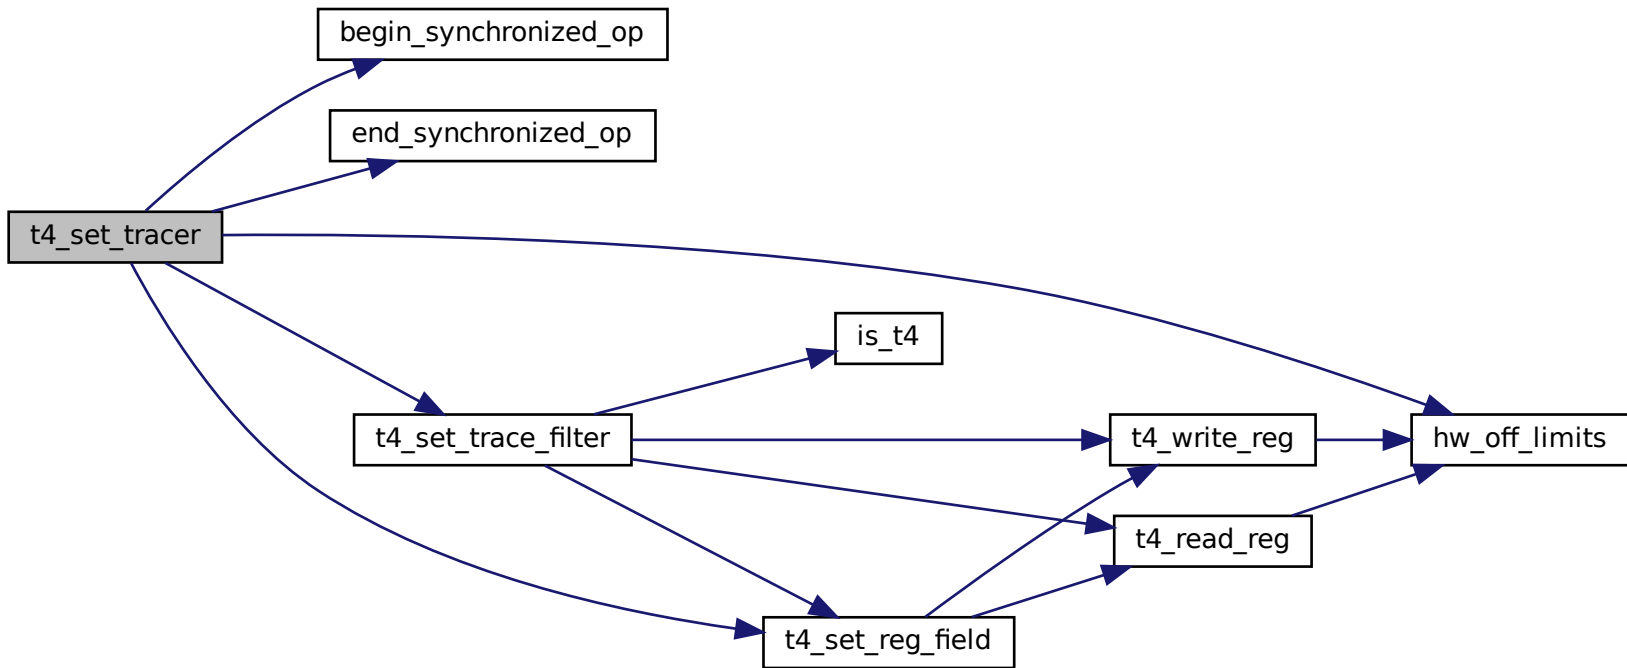 begin_synchronized_op
end_synchronized_op
t4_set_tracer
is_t4
t4_set_trace_filter
t4_write_reg
hw_off_limits
t4_read_reg
t4_set_reg_field